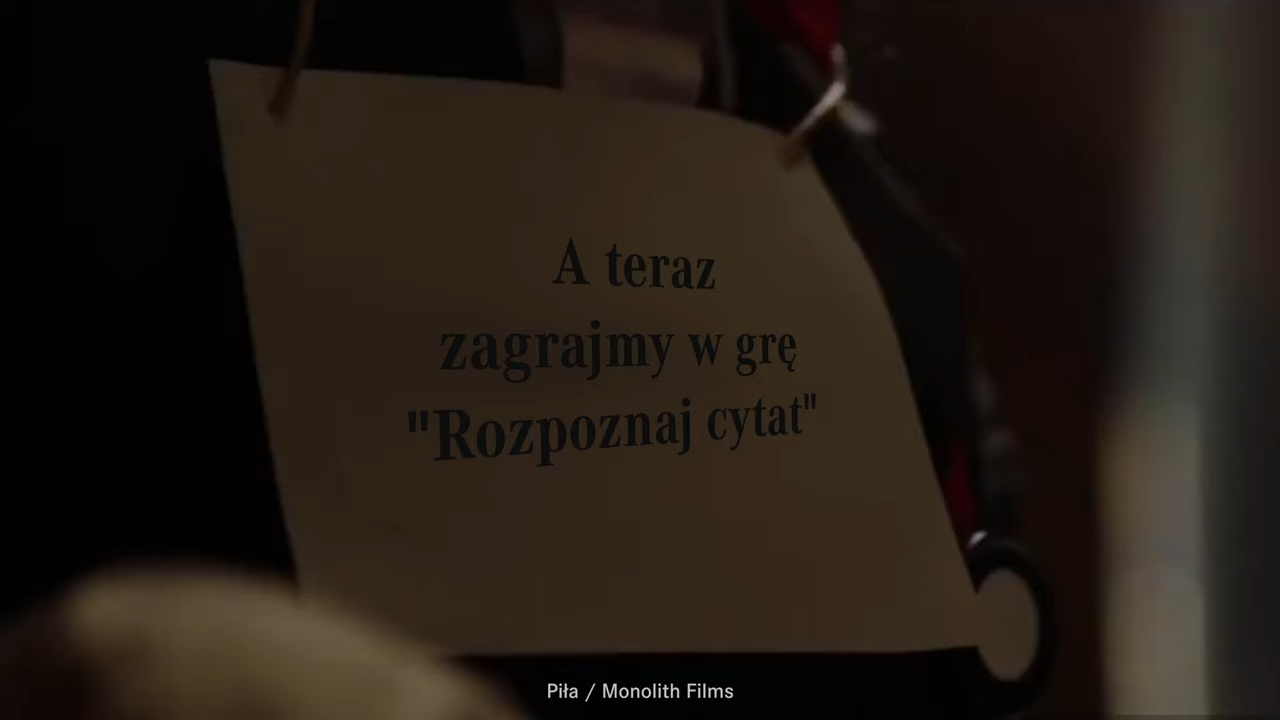 A teraz
zagrajmy w grę
"Rozpoznaj cytat"
Piła / Monolith Films